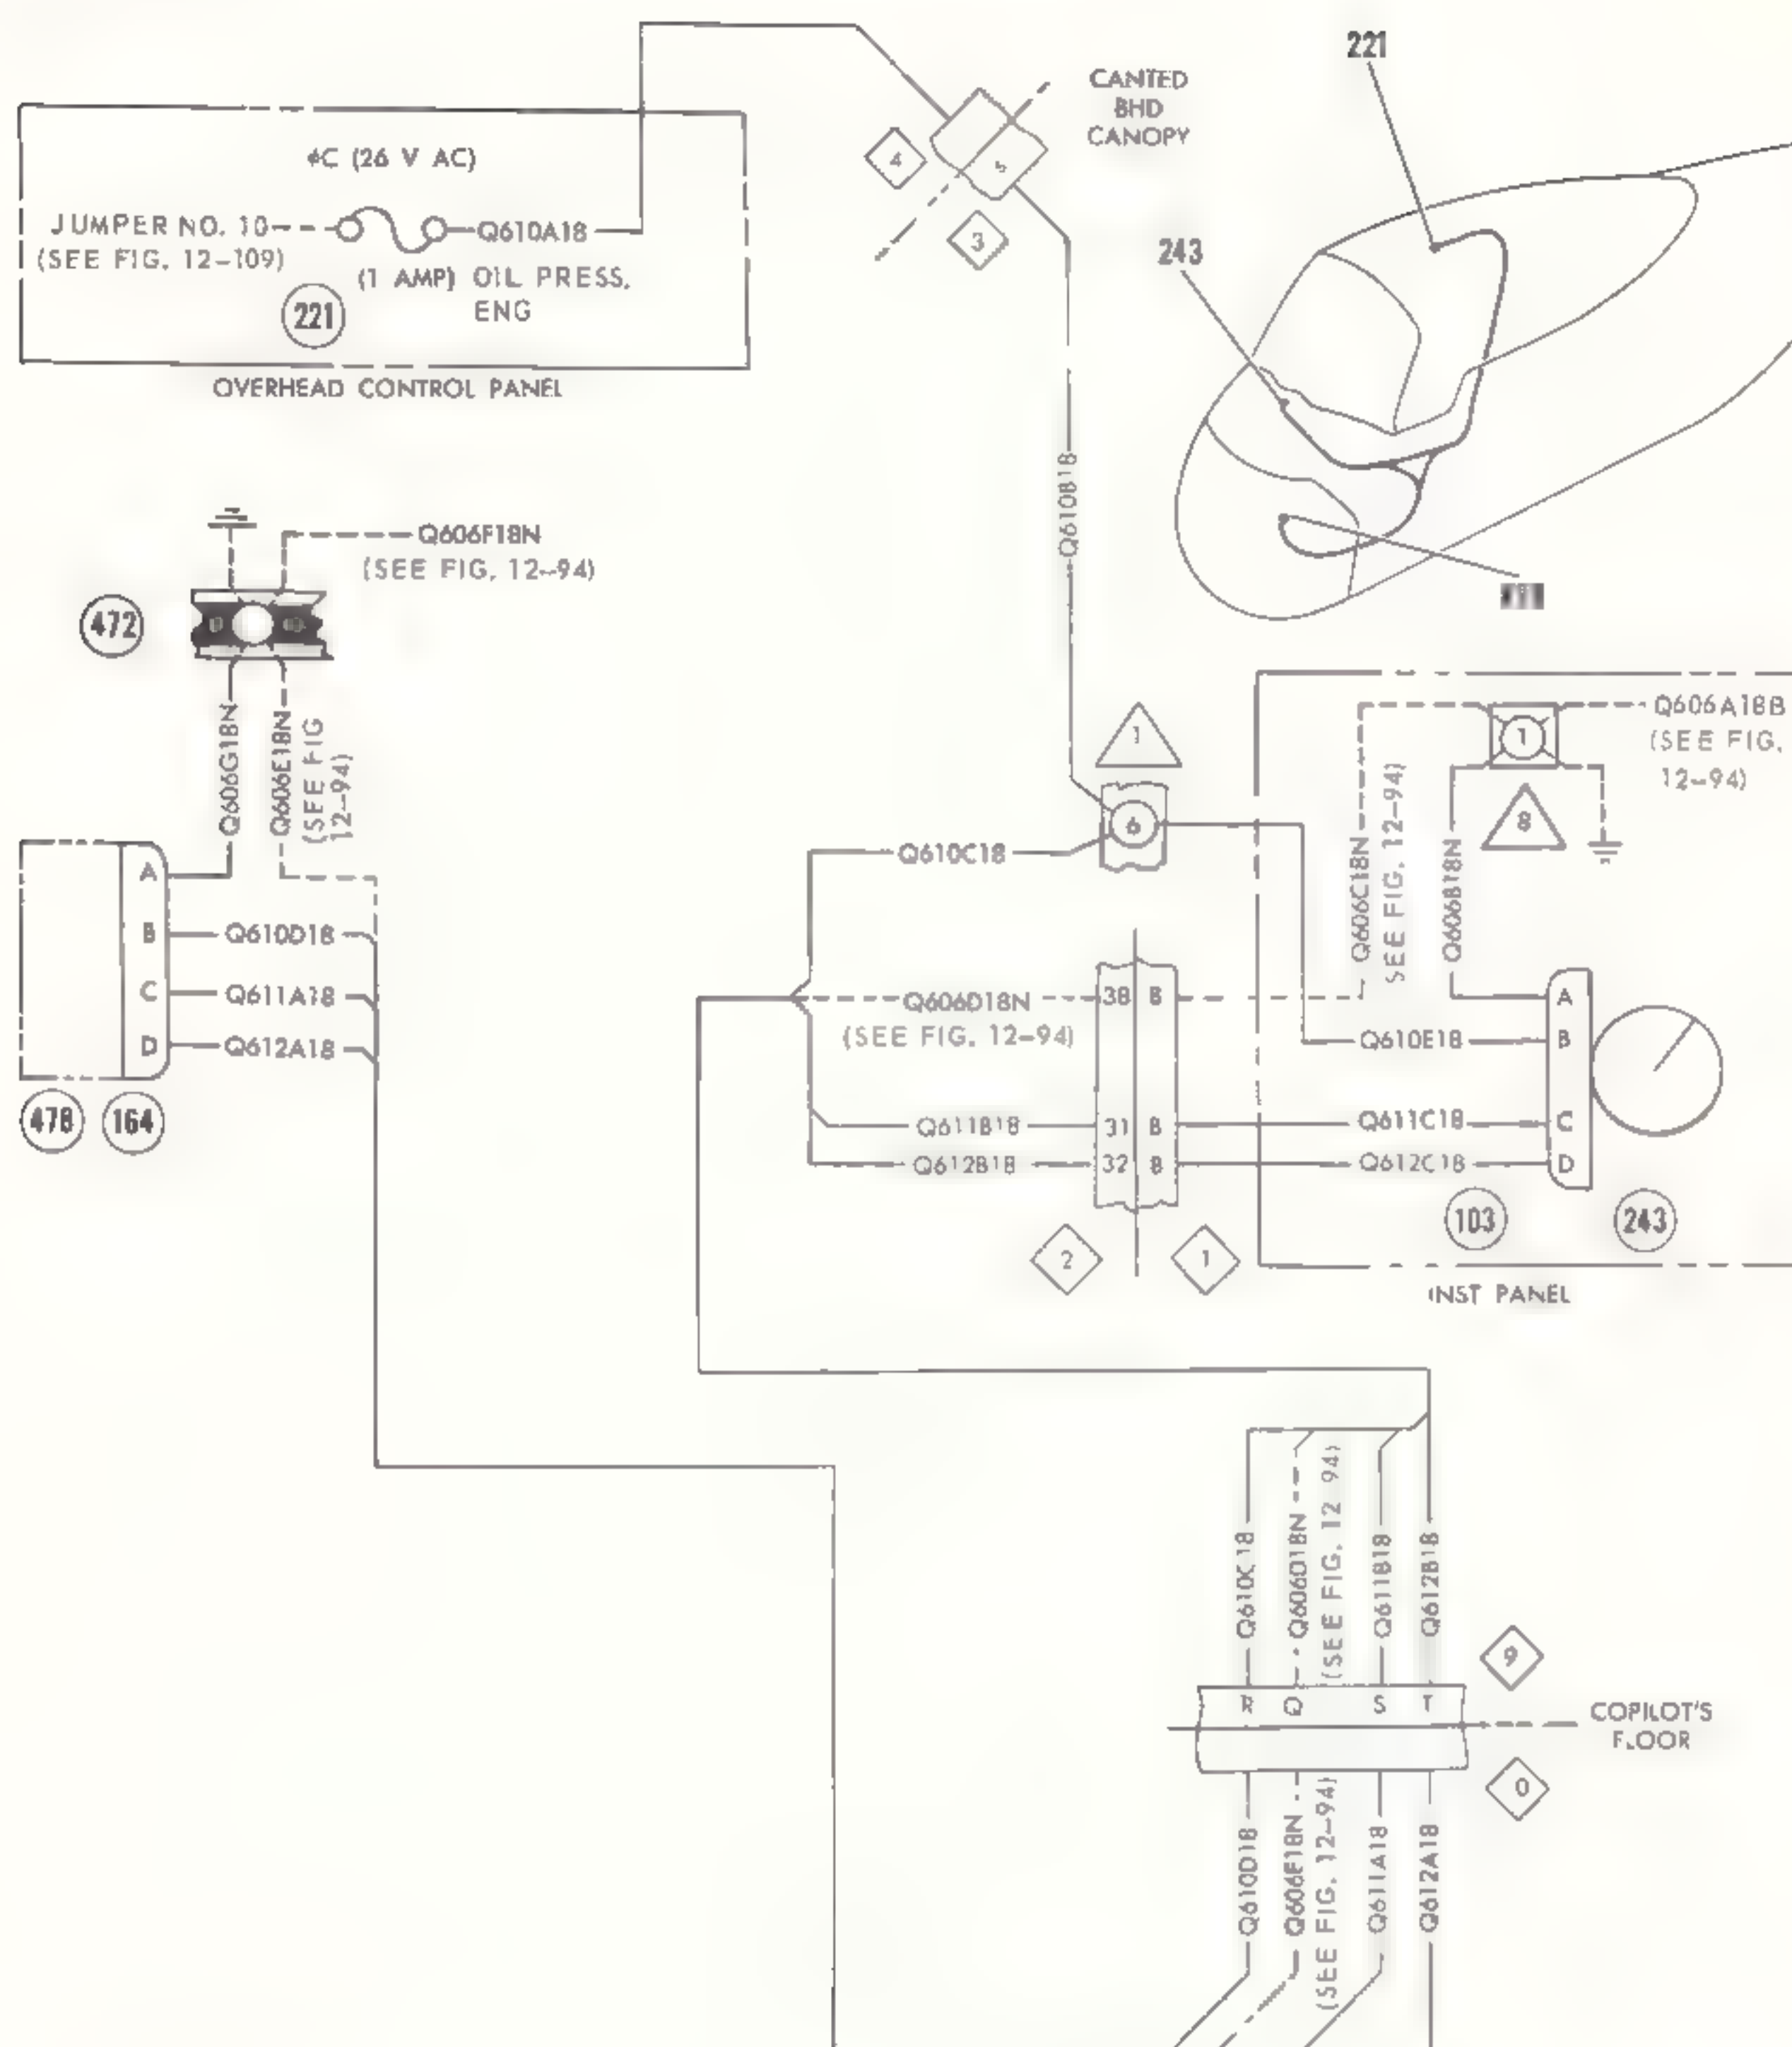 221
CANTED
BHD
CANOPY
4
5
3
243
ϕC (26 V AC)
JUMPER NO. 10
Q610A18
(SEE FIG. 12-109)
(1 AMP) OIL PRESS.
ENG
221
OVERHEAD CONTROL PANEL
Q610B18
Q606F18N
(SEE FIG. 12-94)
472
Q606G18N
Q606E18N
(SEE FIG
12-94)
1
6
Q610C18
1
Q606A18B
(SEE FIG.
12-94)
8
Q606C18N
SEE FIG. 12-94)
Q606B18N
A
B
Q610D18
C
Q611A18
D
Q612A18
478
164
Q606D18N
38
B
(SEE FIG. 12-94)
A
Q610E18
B
Q611B18
31
B
Q611C18
C
Q612B18
32
B
Q612C18
D
103
243
2
1
INST PANEL
Q610C18
Q606D18N
(SEE FIG. 12 94)
Q611B18
Q612B18
9
R
Q
S
T
COPILOT'S
FLOOR
0
Q610D18
Q606E18N
(SEE FIG. 12-94)
Q611A18
Q612A18